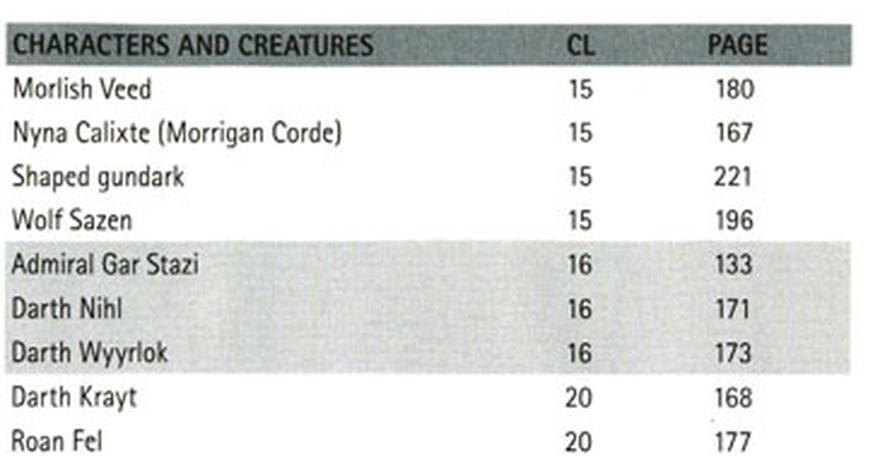 CHARACTERS AND CREATURES CL PAGE
Morlish Veed 15 180
Nyna Calixte (Morrigan Corde) 15 167
Shaped gundark 15 221
Wolf Sazen 15 196
Admiral Gar Stazi 16 133
Darth Nihl 16 171
Darth Wyyrlok 16 173
Darth Krayt 20 168
Roan Fel 20 177